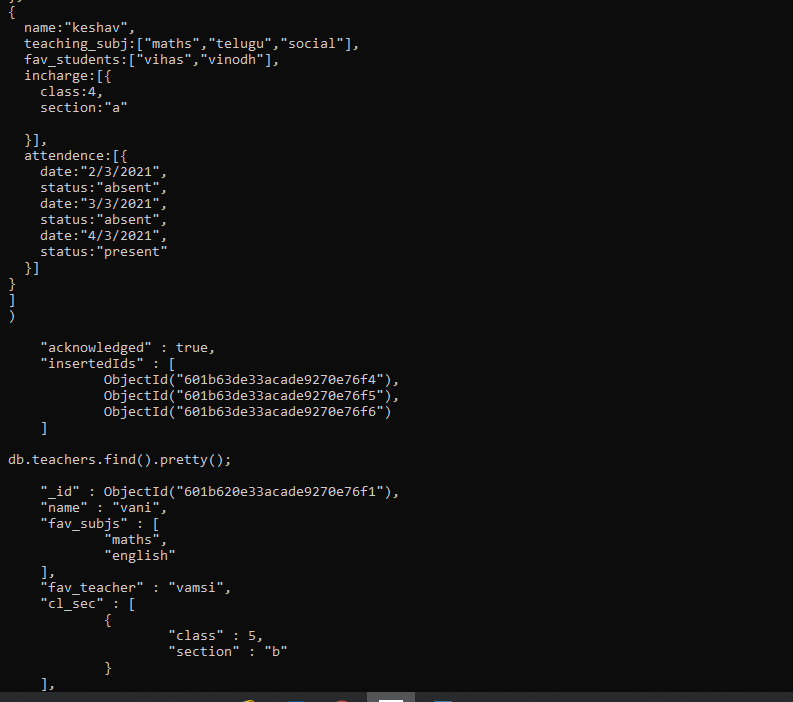 {
  name:"keshav",
  teaching_subj:["maths","telugu","social"],
  fav_students:["vihas","vinodh"],
  incharge:[{
    class:4,
    section:"a"

  }],
  attendence:[{
    date:"2/3/2021",
    status:"absent",
    date:"3/3/2021",
    status:"absent",
    date:"4/3/2021",
    status:"present"
  }]
}
]
)

    "acknowledged" : true,
    "insertedIds" : [
            ObjectId("601b63de33acade9270e76f4"),
            ObjectId("601b63de33acade9270e76f5"),
            ObjectId("601b63de33acade9270e76f6")
    ]

db.teachers.find().pretty();

    "_id" : ObjectId("601b620e33acade9270e76f1"),
    "name" : "vani",
    "fav_subjs" : [
            "maths",
            "english"
    ],
    "fav_teacher" : "vamsi",
    "cl_sec" : [
            {
                    "class" : 5,
                    "section" : "b"
            }
    ],